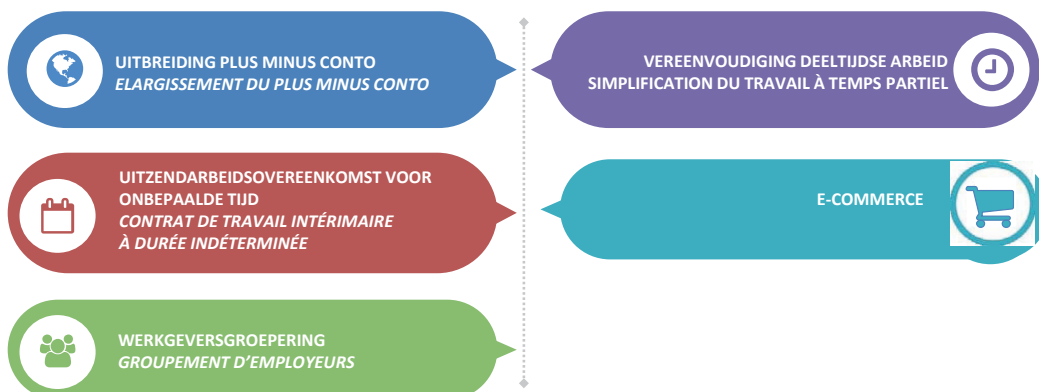 UITBREIDING PLUS MINUS CONTO
ELARGISSEMENT DU PLUS MINUS CONTO
VEREENVOUDIGING DEELTIJDSE ARBEID
SIMPLIFICATION DU TRAVAIL À TEMPS PARTIEL
UITZENDARBEIDSOVEREENKOMST VOOR
ONBEPAALDE TIJD
CONTRAT DE TRAVAIL INTÉRIMAIRE
À DURÉE INDÉTERMINÉE
E-COMMERCE
WERKGEVERSGROEPERING
GROUPEMENT D'EMPLOYEURS